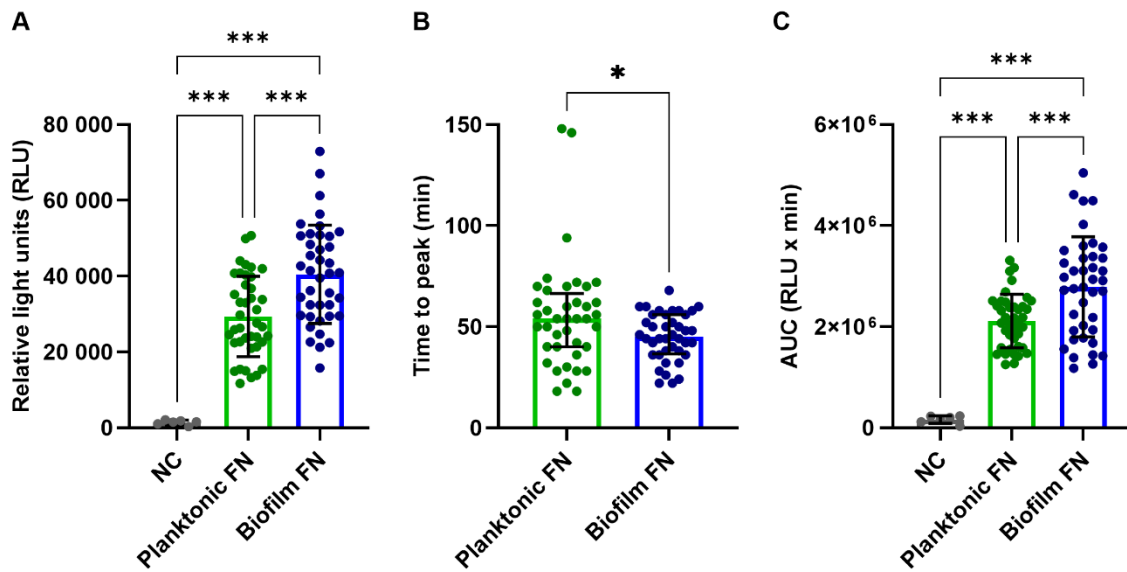 A
Relative light units (RLU)
80 000
60 000
40 000
20 000
0
***
*** ***
NC
Planktonic FN
Biofilm FN
B
Time to peak (min)
150
100
50
0
*
Planktonic FN
Biofilm FN
C
AUC (RLU x min)
6×10⁶
4×10⁶
2×10⁶
0
***
*** ***
NC
Planktonic FN
Biofilm FN